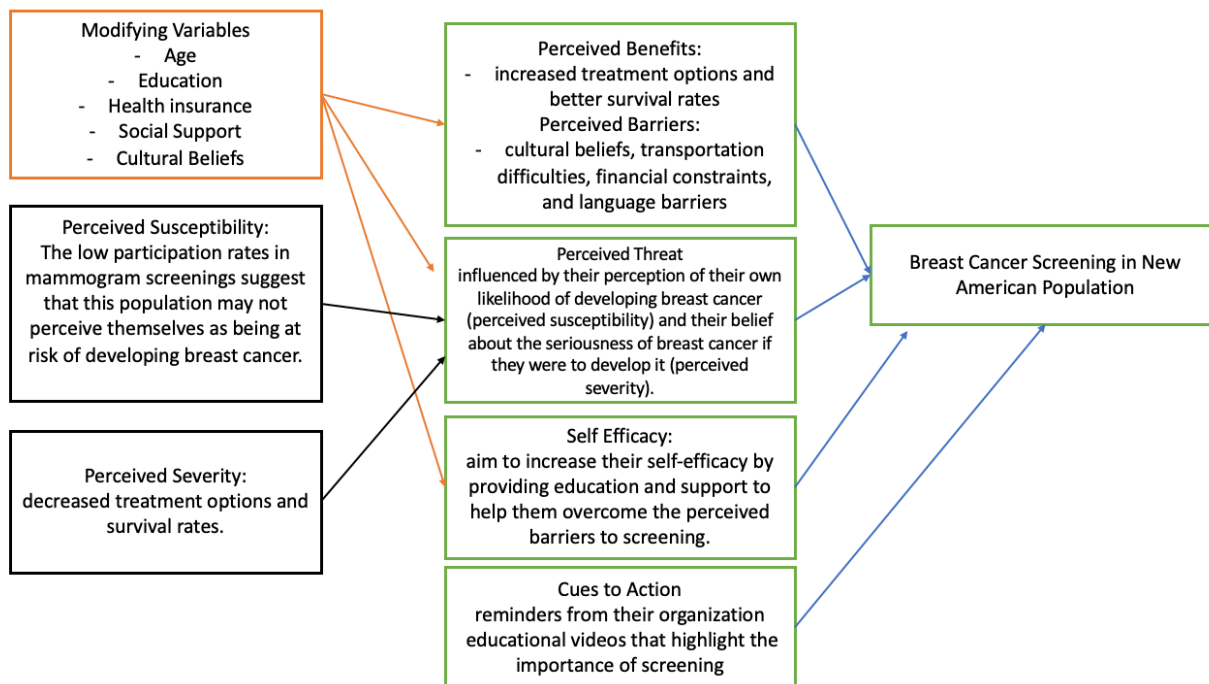 Modifying Variables
- Age
- Education
- Health insurance
- Social Support
- Cultural Beliefs
Perceived Susceptibility:
The low participation rates in
mammogram screenings suggest
that this population may not
perceive themselves as being at
risk of developing breast cancer.
Perceived Severity:
decreased treatment options and
survival rates.
Perceived Benefits:
- increased treatment options and
better survival rates
Perceived Barriers:
- cultural beliefs, transportation
difficulties, financial constraints,
and language barriers
Perceived Threat
influenced by their perception of their own
likelihood of developing breast cancer
(perceived susceptibility) and their belief
about the seriousness of breast cancer if
they were to develop it (perceived
severity).
Self Efficacy:
aim to increase their self-efficacy by
providing education and support to
help them overcome the perceived
barriers to screening.
Cues to Action
reminders from their organization
educational videos that highlight the
importance of screening
Breast Cancer Screening in New
American Population